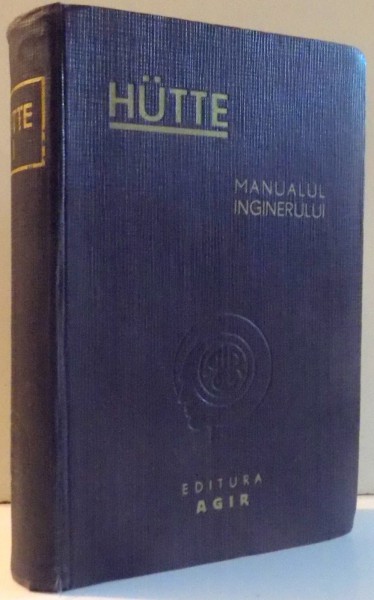 HÜTTE
MANUALUL
INGINERULUI
EDITURA
AGIR
TTE